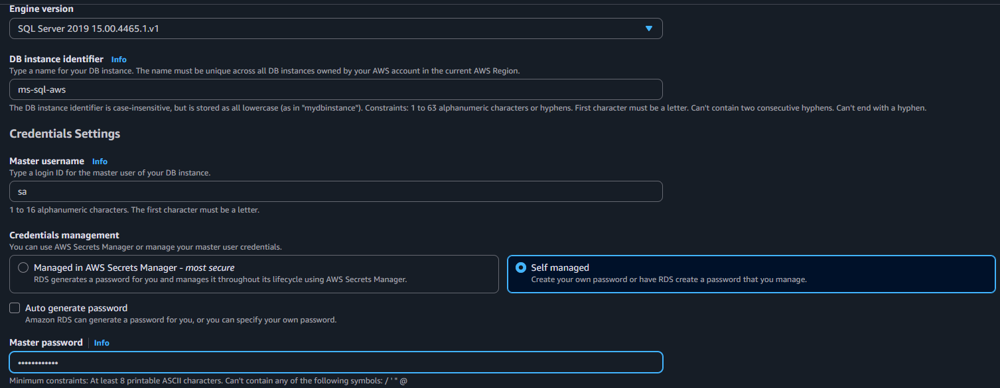 Engine version
SQL Server 2019 15.00.4465.1.v1
DB instance identifier Info
Type a name for your DB instance. The name must be unique across all DB instances owned by your AWS account in the current AWS Region.
ms-sql-aws
The DB instance identifier is case-insensitive, but is stored as all lowercase (as in "mydbinstance"). Constraints: 1 to 63 alphanumeric characters or hyphens. First character must be a letter. Can't contain two consecutive hyphens. Can't end with a hyphen.
Credentials Settings
Master username Info
Type a login ID for the master user of your DB instance.
sa
1 to 16 alphanumeric characters. The first character must be a letter.
Credentials management
You can use AWS Secrets Manager or manage your master user credentials.
Managed in AWS Secrets Manager - most secure
RDS generates a password for you and manages it throughout its lifecycle using AWS Secrets Manager.
Self managed
Create your own password or have RDS create a password that you manage.
Auto generate password
Amazon RDS can generate a password for you, or you can specify your own password.
Master password Info
••••••••••••
Minimum constraints: At least 8 printable ASCII characters. Can't contain any of the following symbols: / ' " @